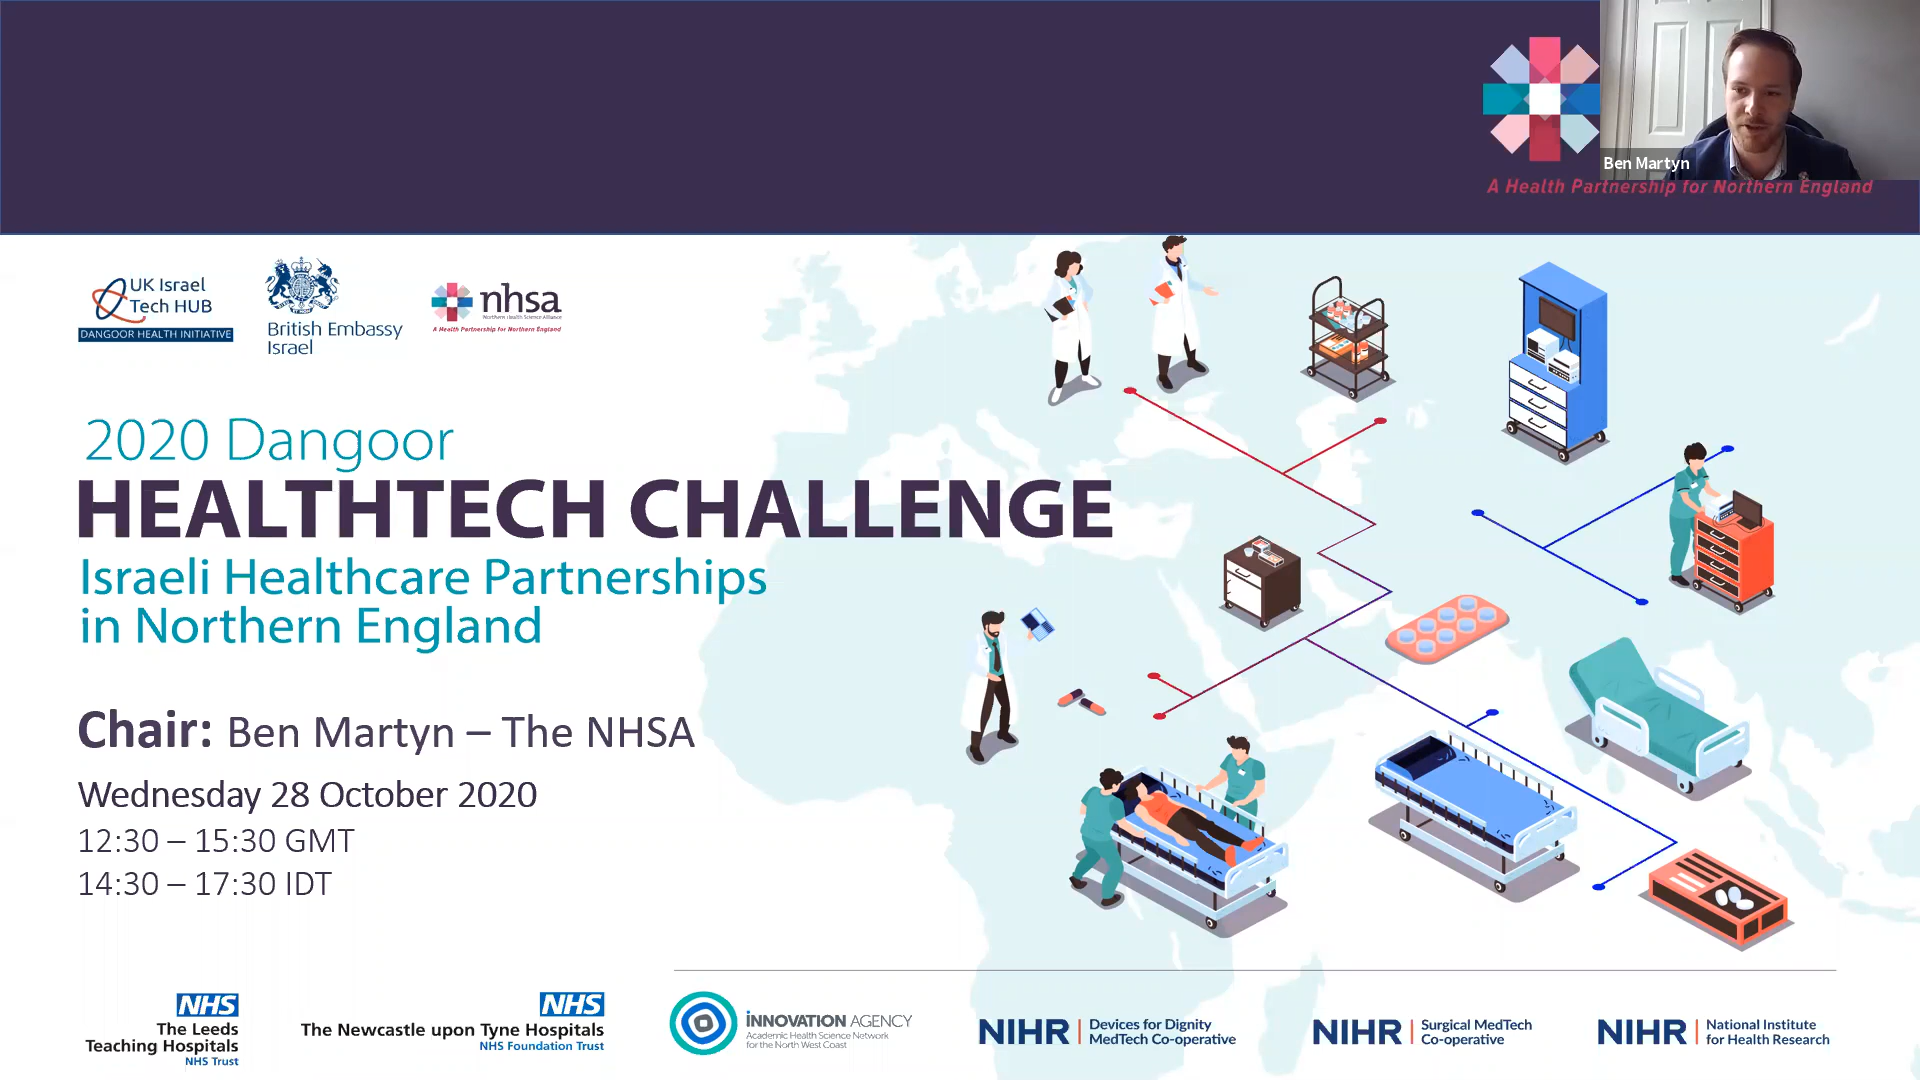 Ben Martyn
A Health Partnership for Northern England
UK Israel
Tech HUB
DANGOOR HEALTH INITIATIVE
British Embassy
Israel
nhsa
Northern Health Science Alliance
A Health Partnership for Northern England
2020 Dangoor
HEALTHTECH CHALLENGE
Israeli Healthcare Partnerships
in Northern England
Chair: Ben Martyn – The NHSA
Wednesday 28 October 2020
12:30 – 15:30 GMT
14:30 – 17:30 IDT
NHS
The Leeds
Teaching Hospitals
NHS Trust
NHS
The Newcastle upon Tyne Hospitals
NHS Foundation Trust
INNOVATION AGENCY
Academic Health Science Network
for the North West Coast
NIHR | Devices for Dignity
MedTech Co-operative
NIHR | Surgical MedTech
Co-operative
NIHR | National Institute
for Health Research